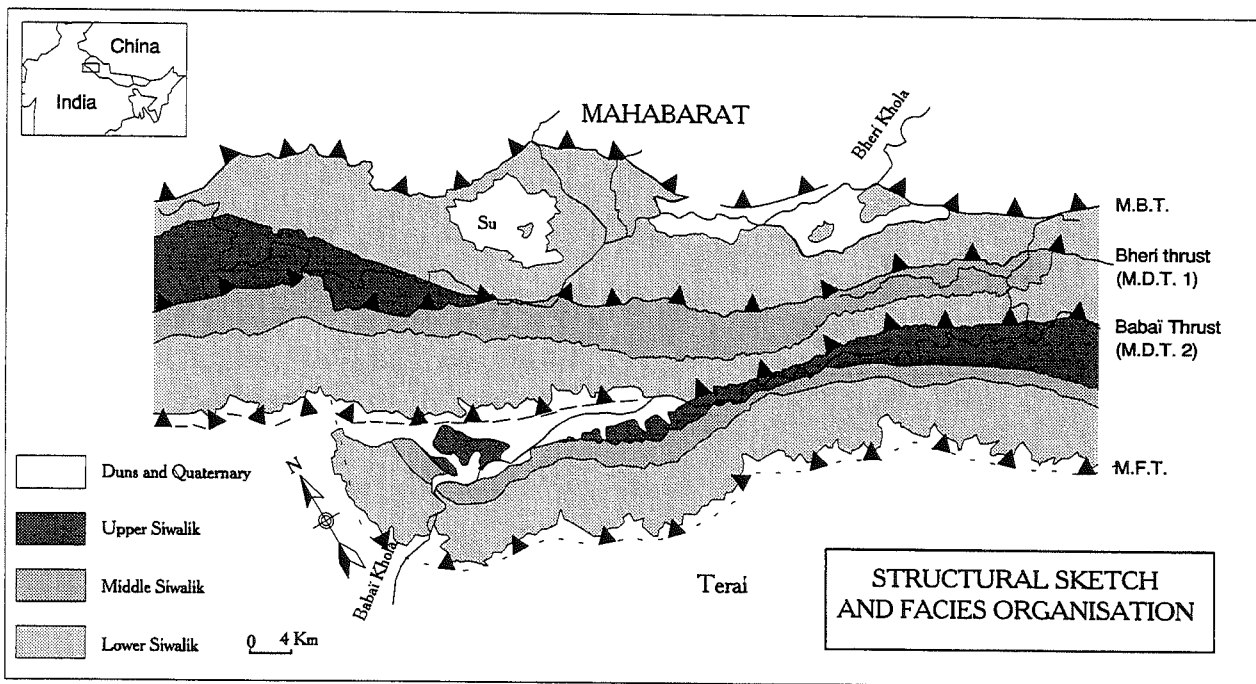 China
India
MAHABARAT
Bheri Khola
Su
M.B.T.
Bheri thrust
(M.D.T. 1)
Babaï Thrust
(M.D.T. 2)
M.F.T.
N
Duns and Quaternary
Upper Siwalik
Middle Siwalik
Lower Siwalik
0 4 Km
Babaï Khola
Terai
STRUCTURAL SKETCH
AND FACIES ORGANISATION